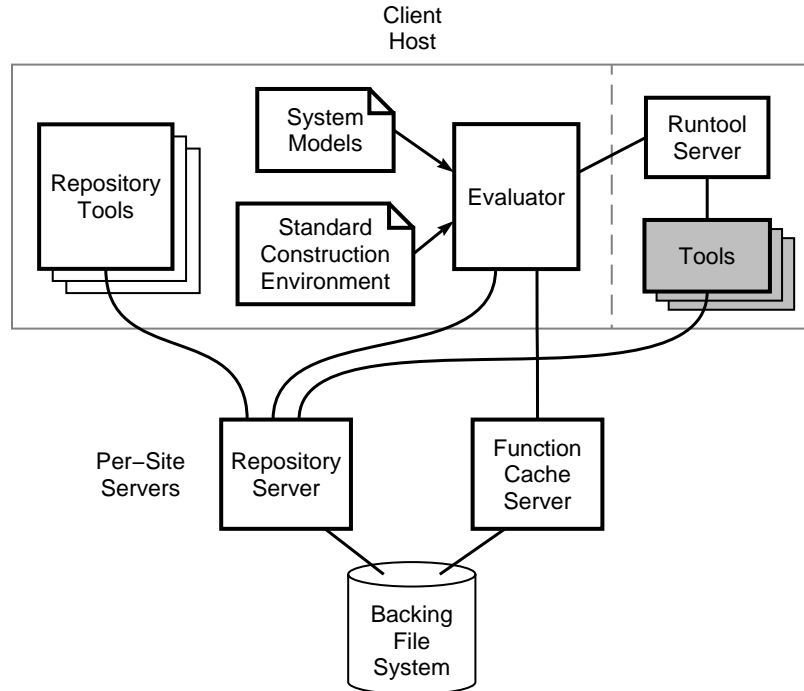 Client
Host
System
Models
Runtool
Server
Repository
Tools
Evaluator
Standard
Construction
Environment
Tools
Per−Site
Servers
Repository
Server
Function
Cache
Server
Backing
File
System